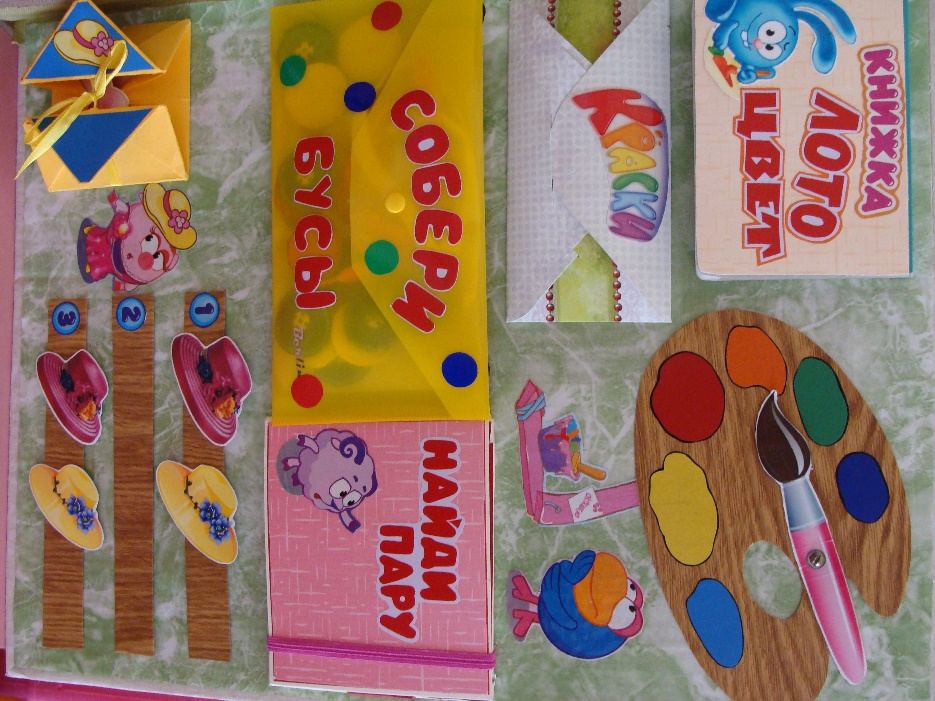 КНИЖКА
ЛОТО
ЦВЕТ
КРАСКИ
СОБЕРИ
БУСЫ
НАЙДИ
ПАРУ
1
2
3